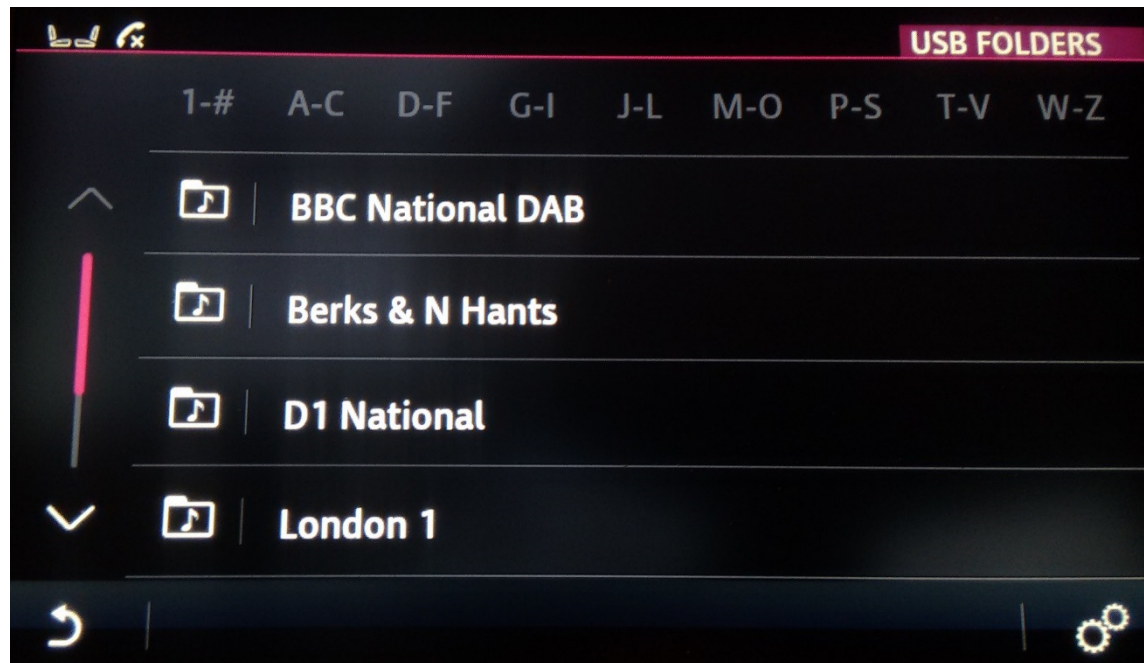 USB FOLDERS
1-# A-C D-F G-I J-L M-O P-S T-V W-Z
BBC National DAB
Berks & N Hants
D1 National
London 1